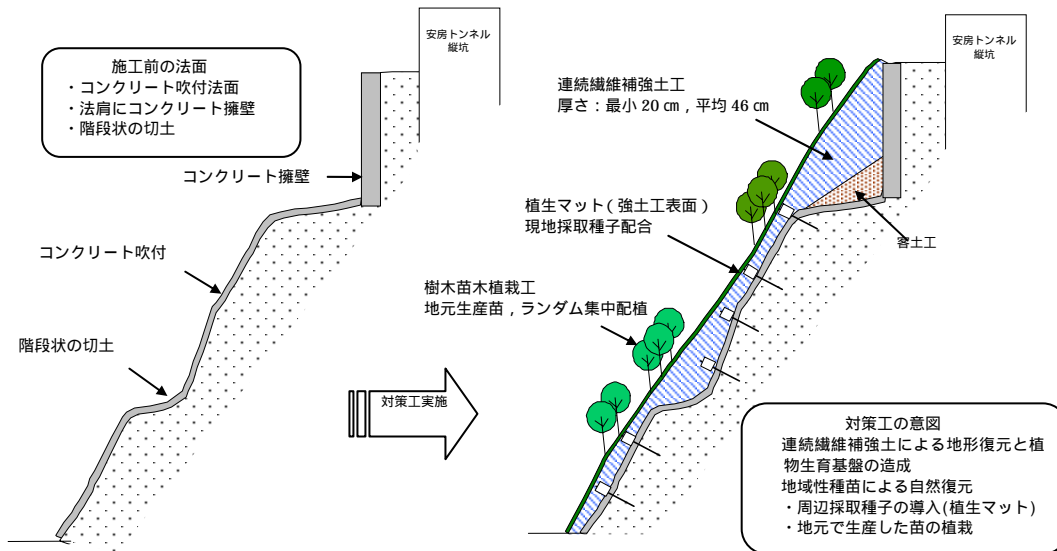 安房トンネル
縦坑
施工前の法面
・コンクリート吹付法面
・法肩にコンクリート擁壁
・階段状の切土
コンクリート擁壁
コンクリート吹付
階段状の切土
対策工実施
安房トンネル
縦坑
連続繊維補強土工
厚さ：最小 20 ㎝，平均 46 ㎝
植生マット（強土工表面）
現地採取種子配合
客土工
樹木苗木植栽工
地元生産苗，ランダム集中配植
対策工の意図
連続繊維補強土による地形復元と植
物生育基盤の造成
地域性種苗による自然復元
・周辺採取種子の導入(植生マット)
・地元で生産した苗の植栽